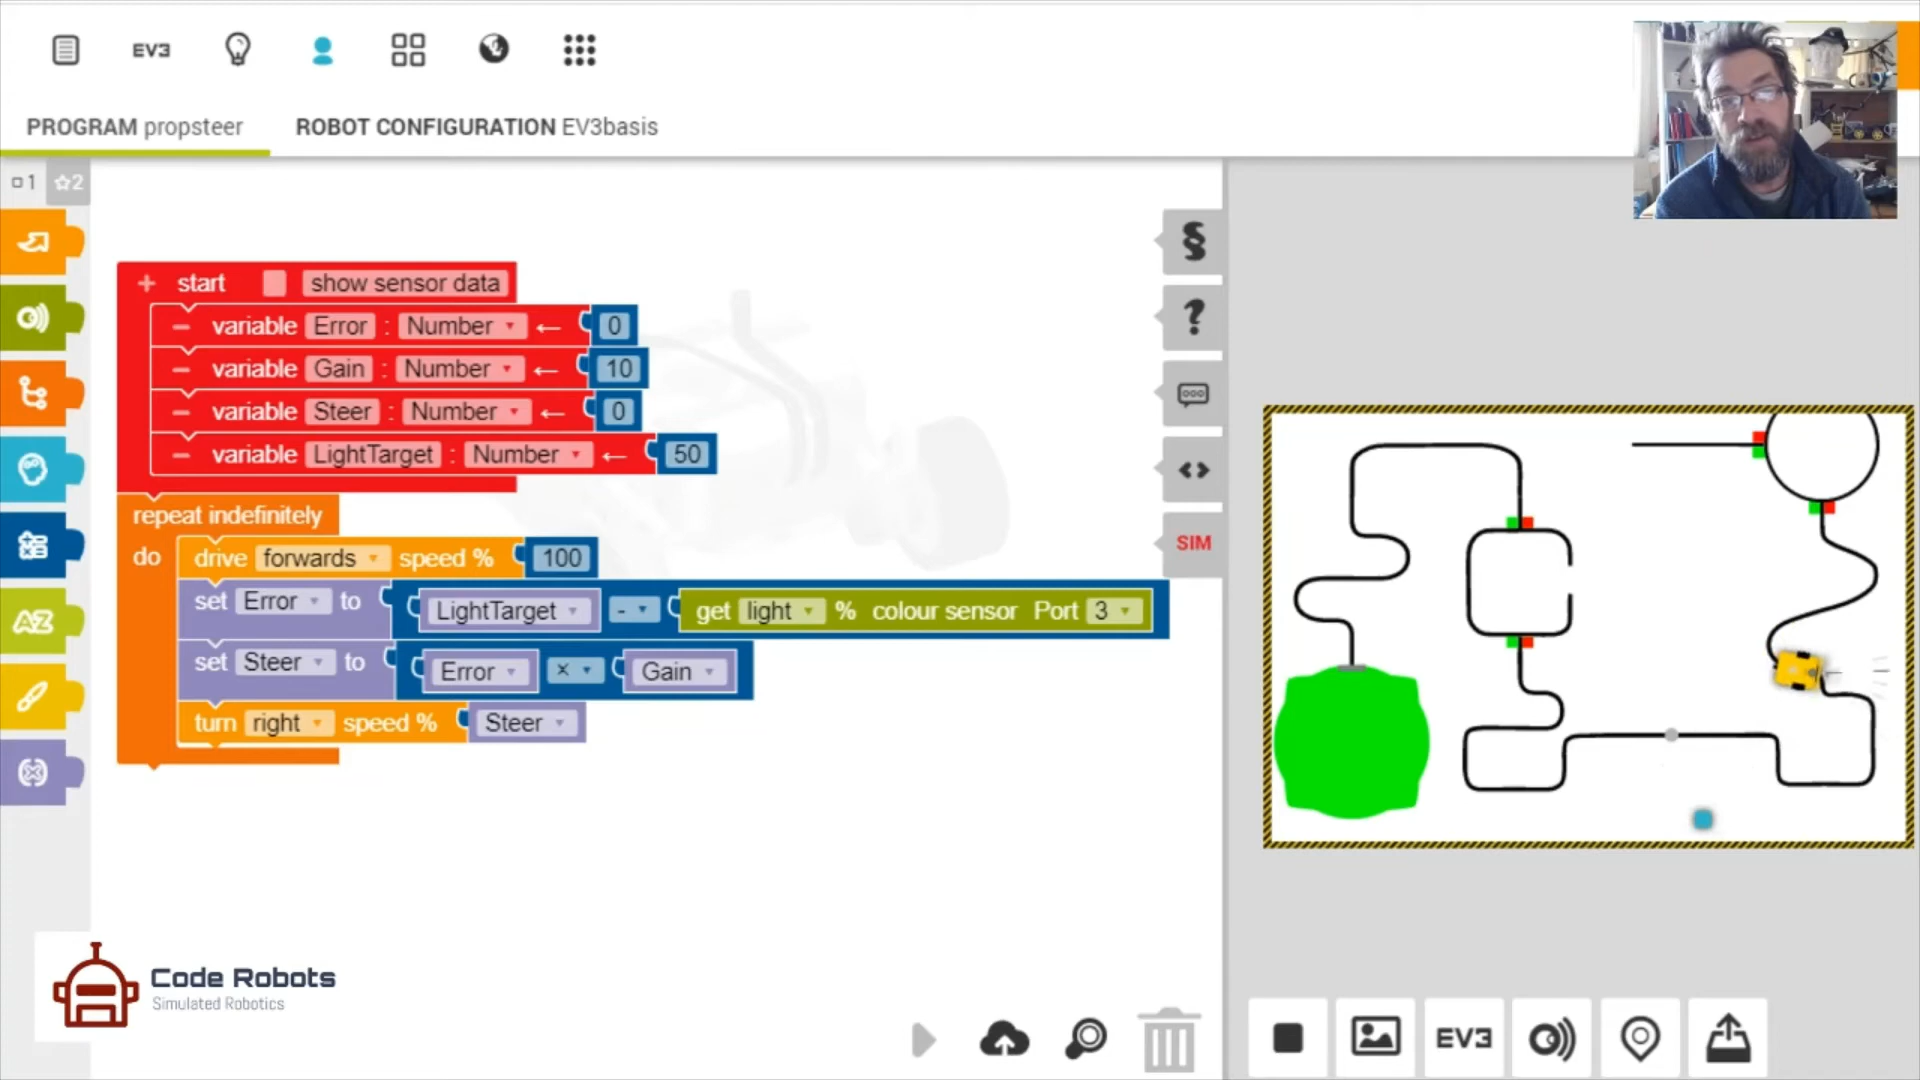 EV3
PROGRAM propsteer
ROBOT CONFIGURATION EV3basis
1
2
+ start show sensor data
– variable Error : Number ← 0
– variable Gain : Number ← 10
– variable Steer : Number ← 0
– variable LightTarget : Number ← 50
repeat indefinitely
do drive forwards speed % 100
set Error to LightTarget - get light % colour sensor Port 3
set Steer to Error × Gain
turn right speed % Steer
AZ
§
?
SIM
Code Robots
Simulated Robotics
EV3